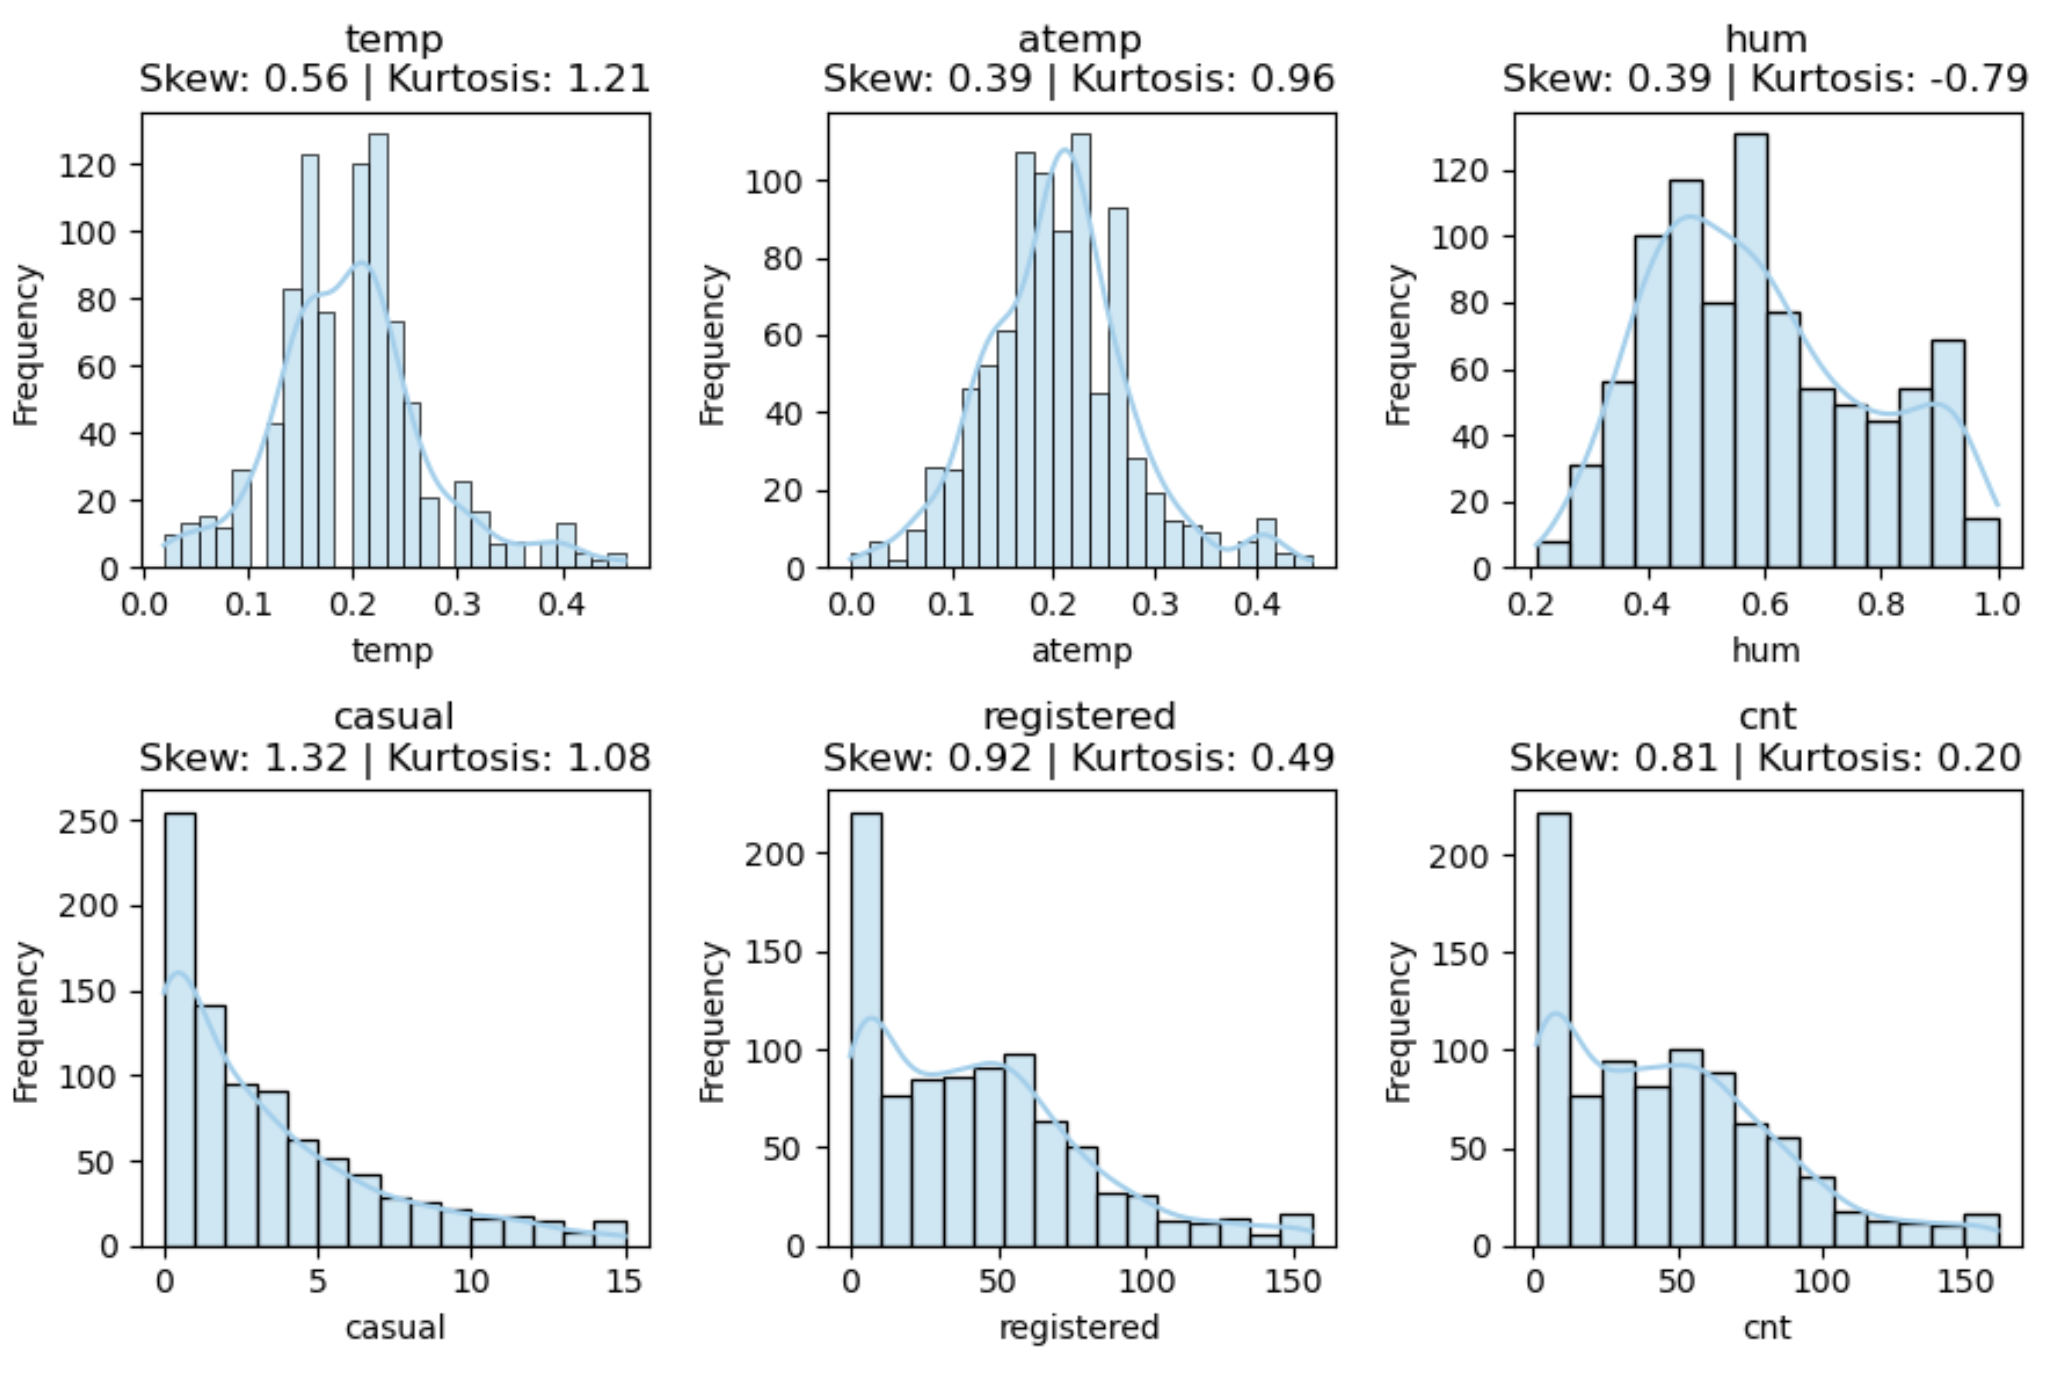 temp
Skew: 0.56 | Kurtosis: 1.21
120
100
80
60
40
20
0
Frequency
0.0 0.1 0.2 0.3 0.4
temp
atemp
Skew: 0.39 | Kurtosis: 0.96
100
80
60
40
20
0
Frequency
0.0 0.1 0.2 0.3 0.4
atemp
hum
Skew: 0.39 | Kurtosis: -0.79
120
100
80
60
40
20
0
Frequency
0.2 0.4 0.6 0.8 1.0
hum
casual
Skew: 1.32 | Kurtosis: 1.08
250
200
150
100
50
0
Frequency
0 5 10 15
casual
registered
Skew: 0.92 | Kurtosis: 0.49
200
150
100
50
0
Frequency
0 50 100 150
registered
cnt
Skew: 0.81 | Kurtosis: 0.20
200
150
100
50
0
Frequency
0 50 100 150
cnt